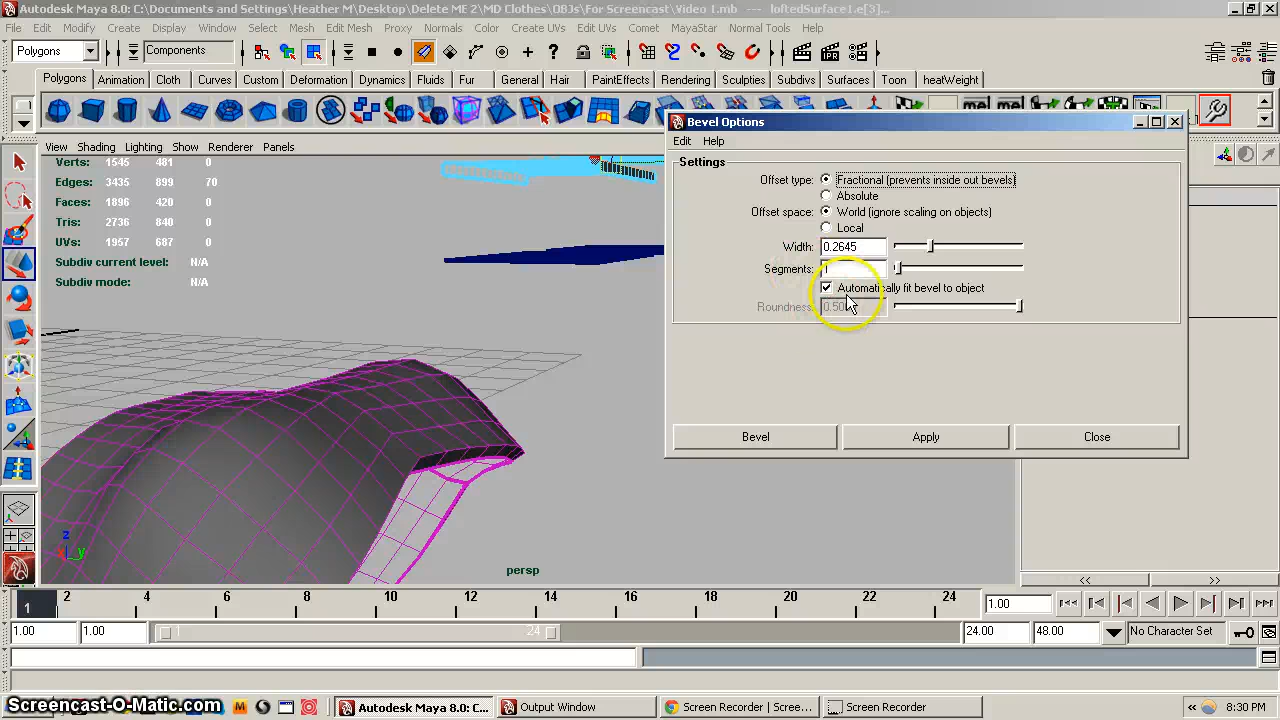 Autodesk Maya 8.0: C:\Documents and Settings\Heather M\Desktop\Delete ME 2\MD Clothes\OBJs\For Screencast\Video 1.mb --- loftedSurface1.e[3]...
File Edit Modify Create Display Window Select Mesh Edit Mesh Proxy Normals Color Create UVs Edit UVs Comet MayaStar Normal Tools Help
Polygons Components IPR
Polygons Animation Cloth Curves Custom Deformation Dynamics Fluids Fur General Hair PaintEffects Rendering Sculpties Subdivs Surfaces Toon heatWeight
View Shading Lighting Show Renderer Panels
Verts: 1545 481 0
Edges: 3435 899 70
Faces: 1896 420 0
Tris: 2736 840 0
UVs: 1957 687 0
Subdiv current level: N/A
Subdiv mode: N/A
Bevel Options
Edit Help
Settings
Offset type: Fractional (prevents inside out bevels)
Absolute
Offset space: World (ignore scaling on objects)
Local
Width: 0.2645
Segments: 1
Automatically fit bevel to object
Roundness:
Bevel Apply Close
z
x y
persp
<< >>
1 2 4 6 8 10 12 14 16 18 20 22 24 1.00
1.00 1.00 1 24 24.00 48.00 No Character Set
Screencast-O-Matic.com
Autodesk Maya 8.0: C... Output Window Screen Recorder | Scree... Screen Recorder 8:30 PM